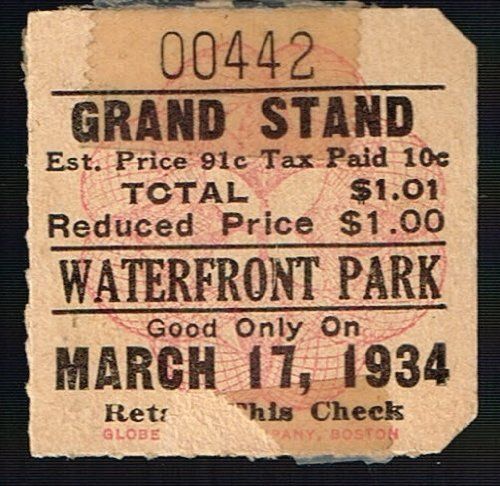 00442
GRAND STAND
Est. Price 91c Tax Paid 10c
TOTAL $1.01
Reduced Price $1.00
WATERFRONT PARK
Good Only On
MARCH 17, 1934
This Check
GLOBE BOSTON